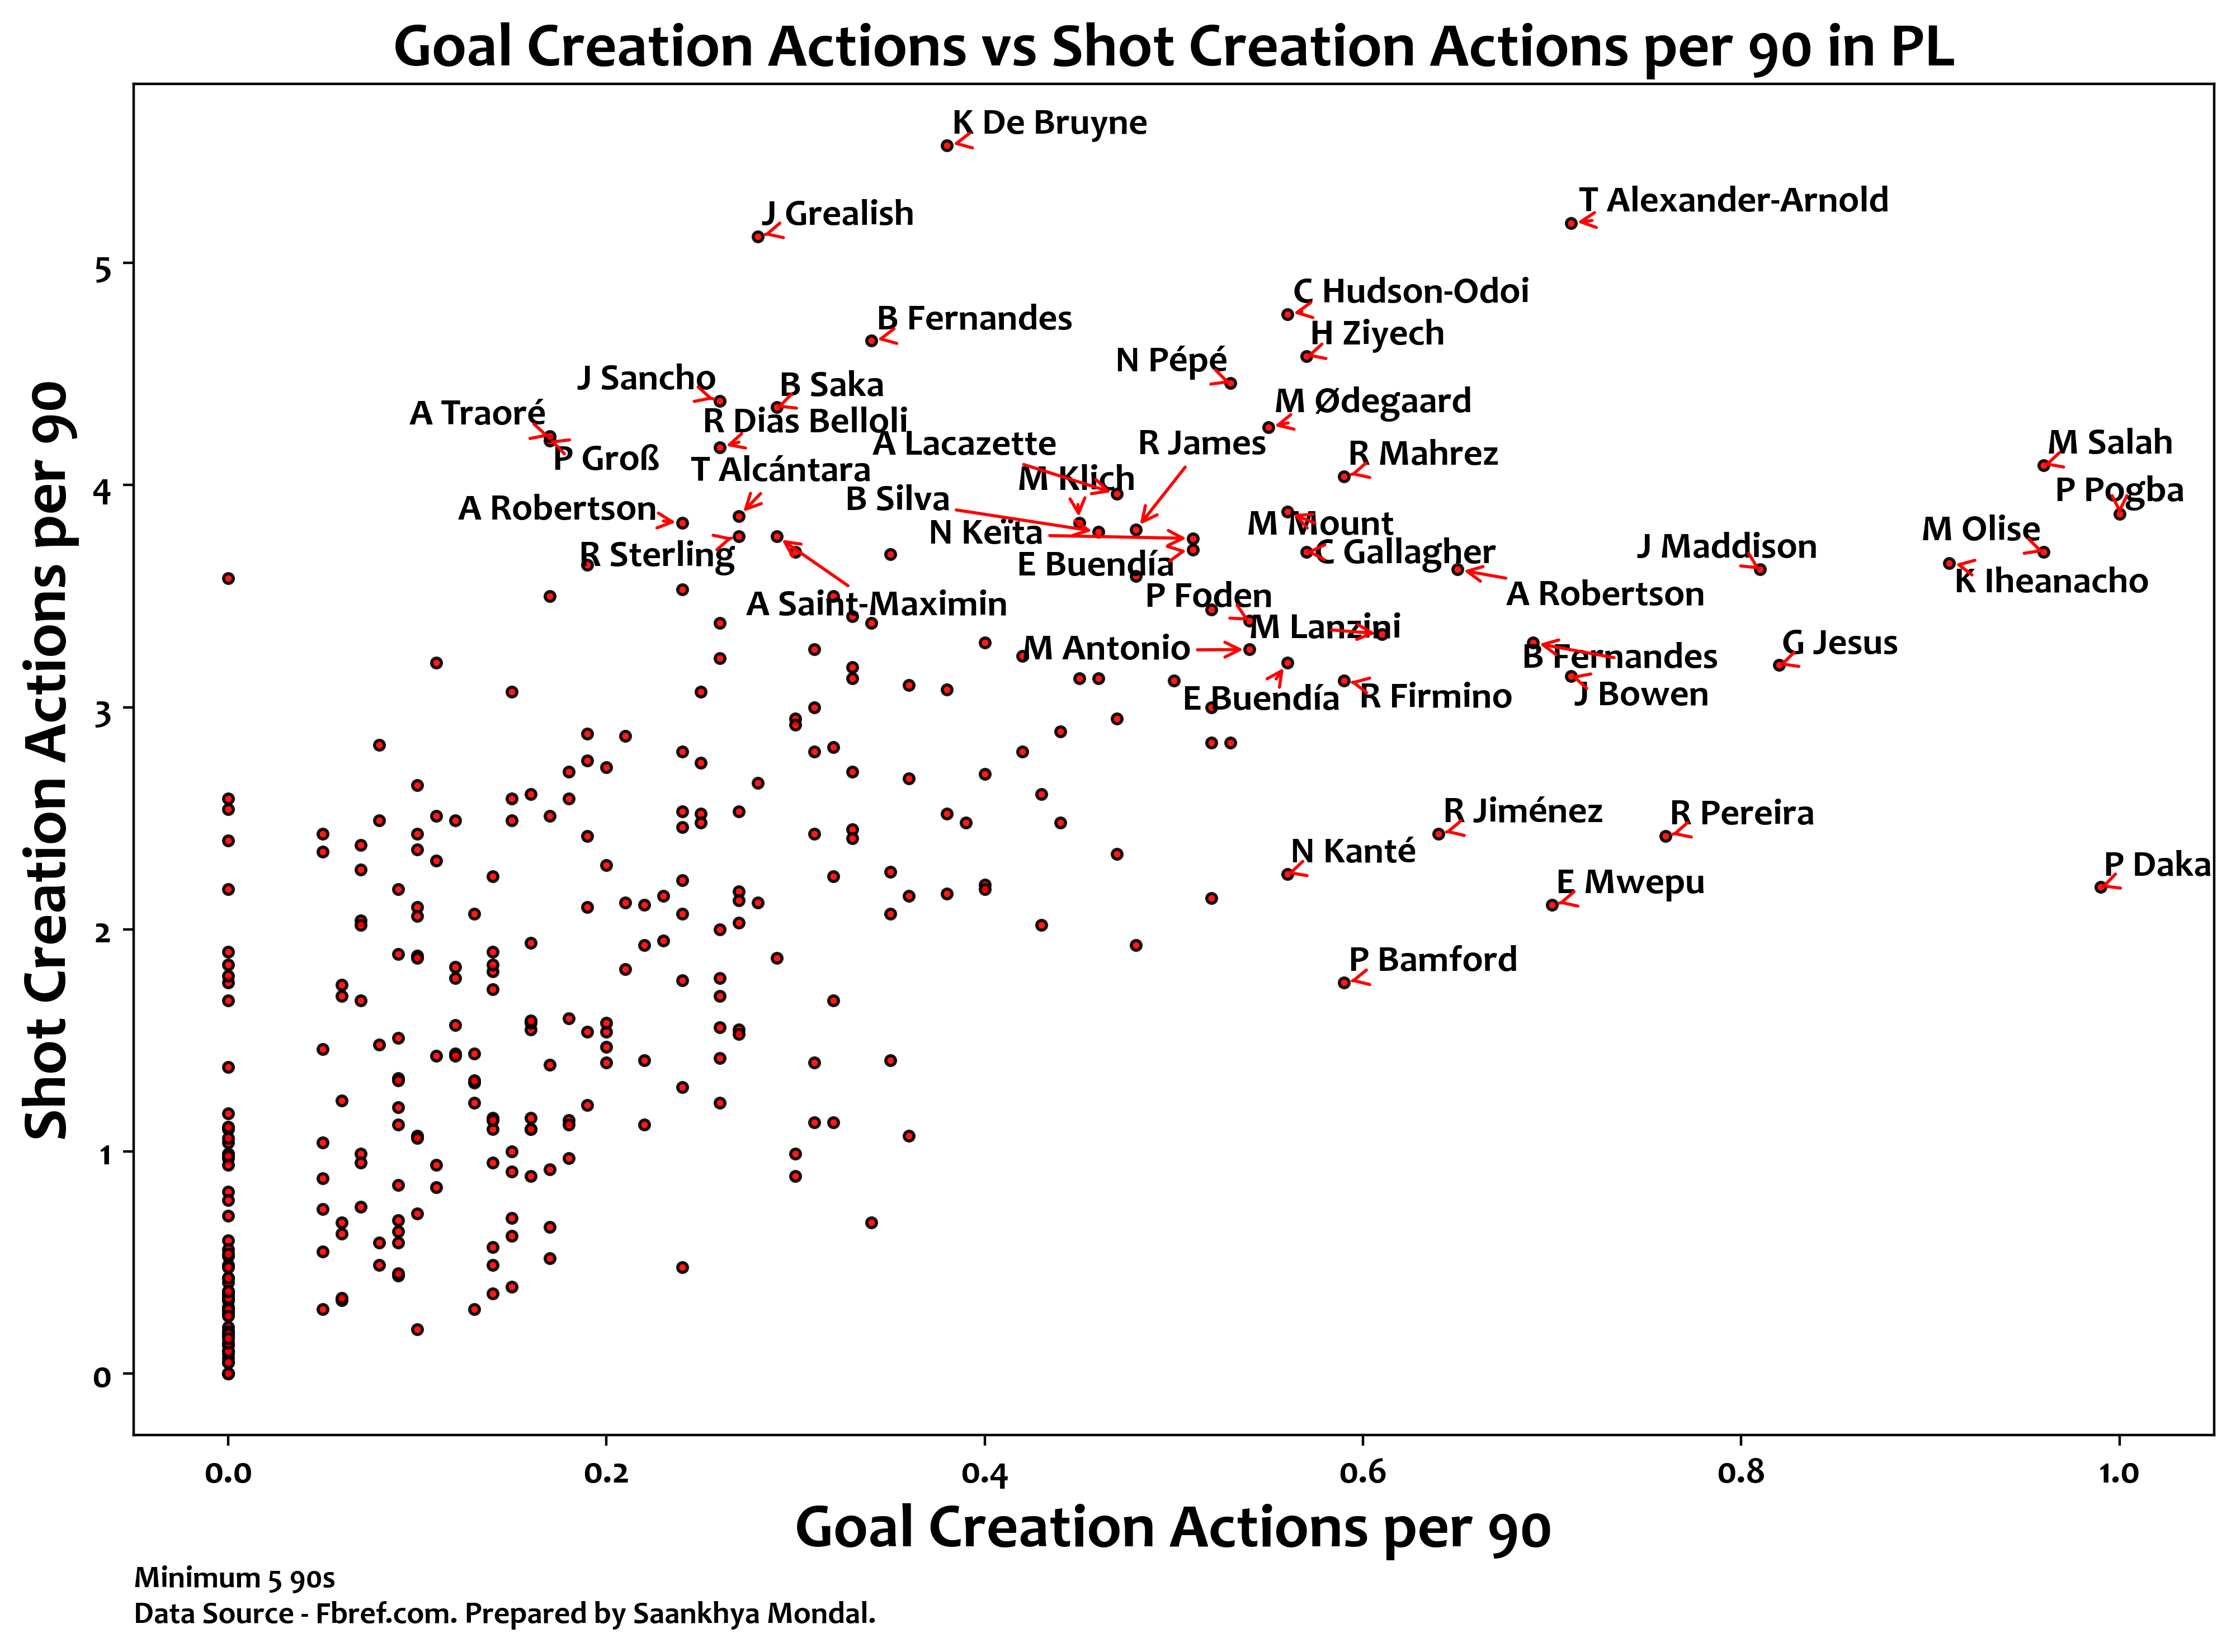 Goal Creation Actions vs Shot Creation Actions per 90 in PL
K De Bruyne
T Alexander-Arnold
J Grealish
C Hudson-Odoi
B Fernandes
H Ziyech
N Pépé
J Sancho
B Saka
M Ødegaard
A Traoré
R Dias Belloli
A Lacazette
R James
M Salah
R Mahrez
P Groß
T Alcántara
M Klich
P Pogba
B Silva
A Robertson
M Mount
M Olise
N Keïta
J Maddison
R Sterling
C Gallagher
E Buendía
K Iheanacho
P Foden
A Robertson
A Saint-Maximin
M Lanzini
G Jesus
M Antonio
B Fernandes
J Bowen
E Buendía
R Firmino
R Jiménez
R Pereira
N Kanté
P Daka
E Mwepu
P Bamford
Shot Creation Actions per 90
5
4
3
2
1
0
0.0
0.2
0.4
0.6
0.8
1.0
Goal Creation Actions per 90
Minimum 5 90s
Data Source - Fbref.com. Prepared by Saankhya Mondal.